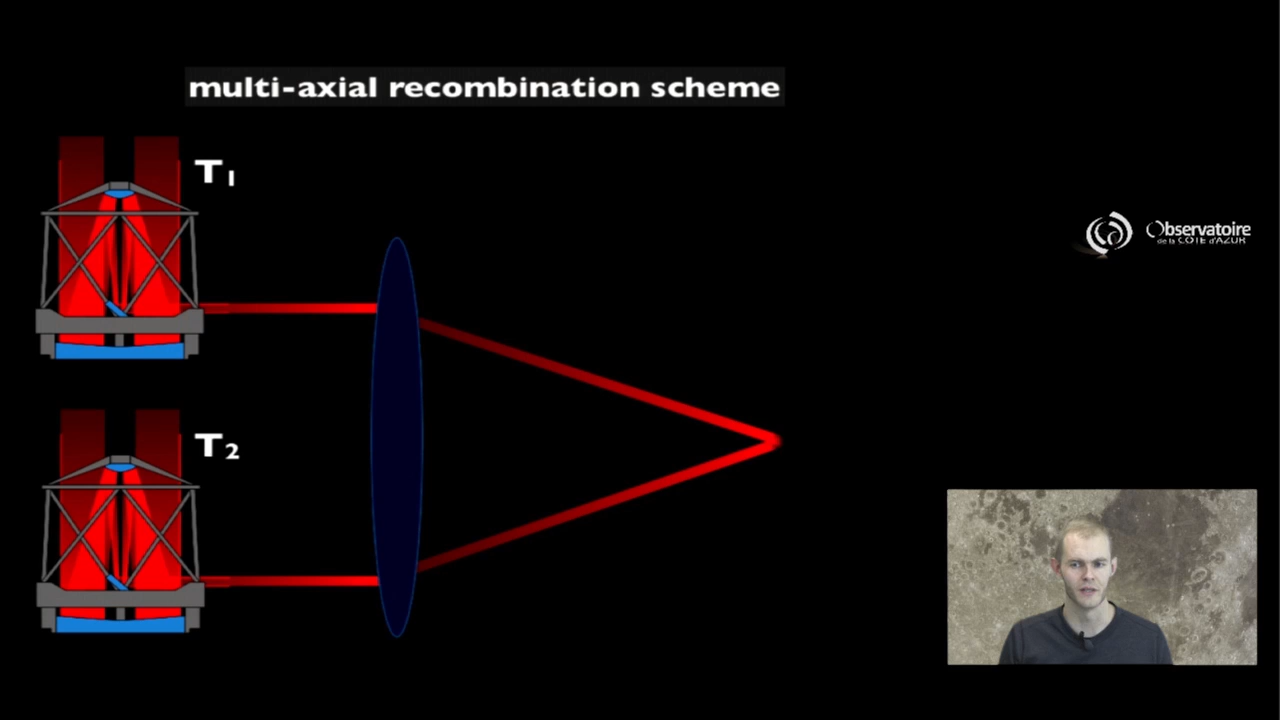 multi-axial recombination scheme
T1
T2
Observatoire
de la CÔTE d'AZUR